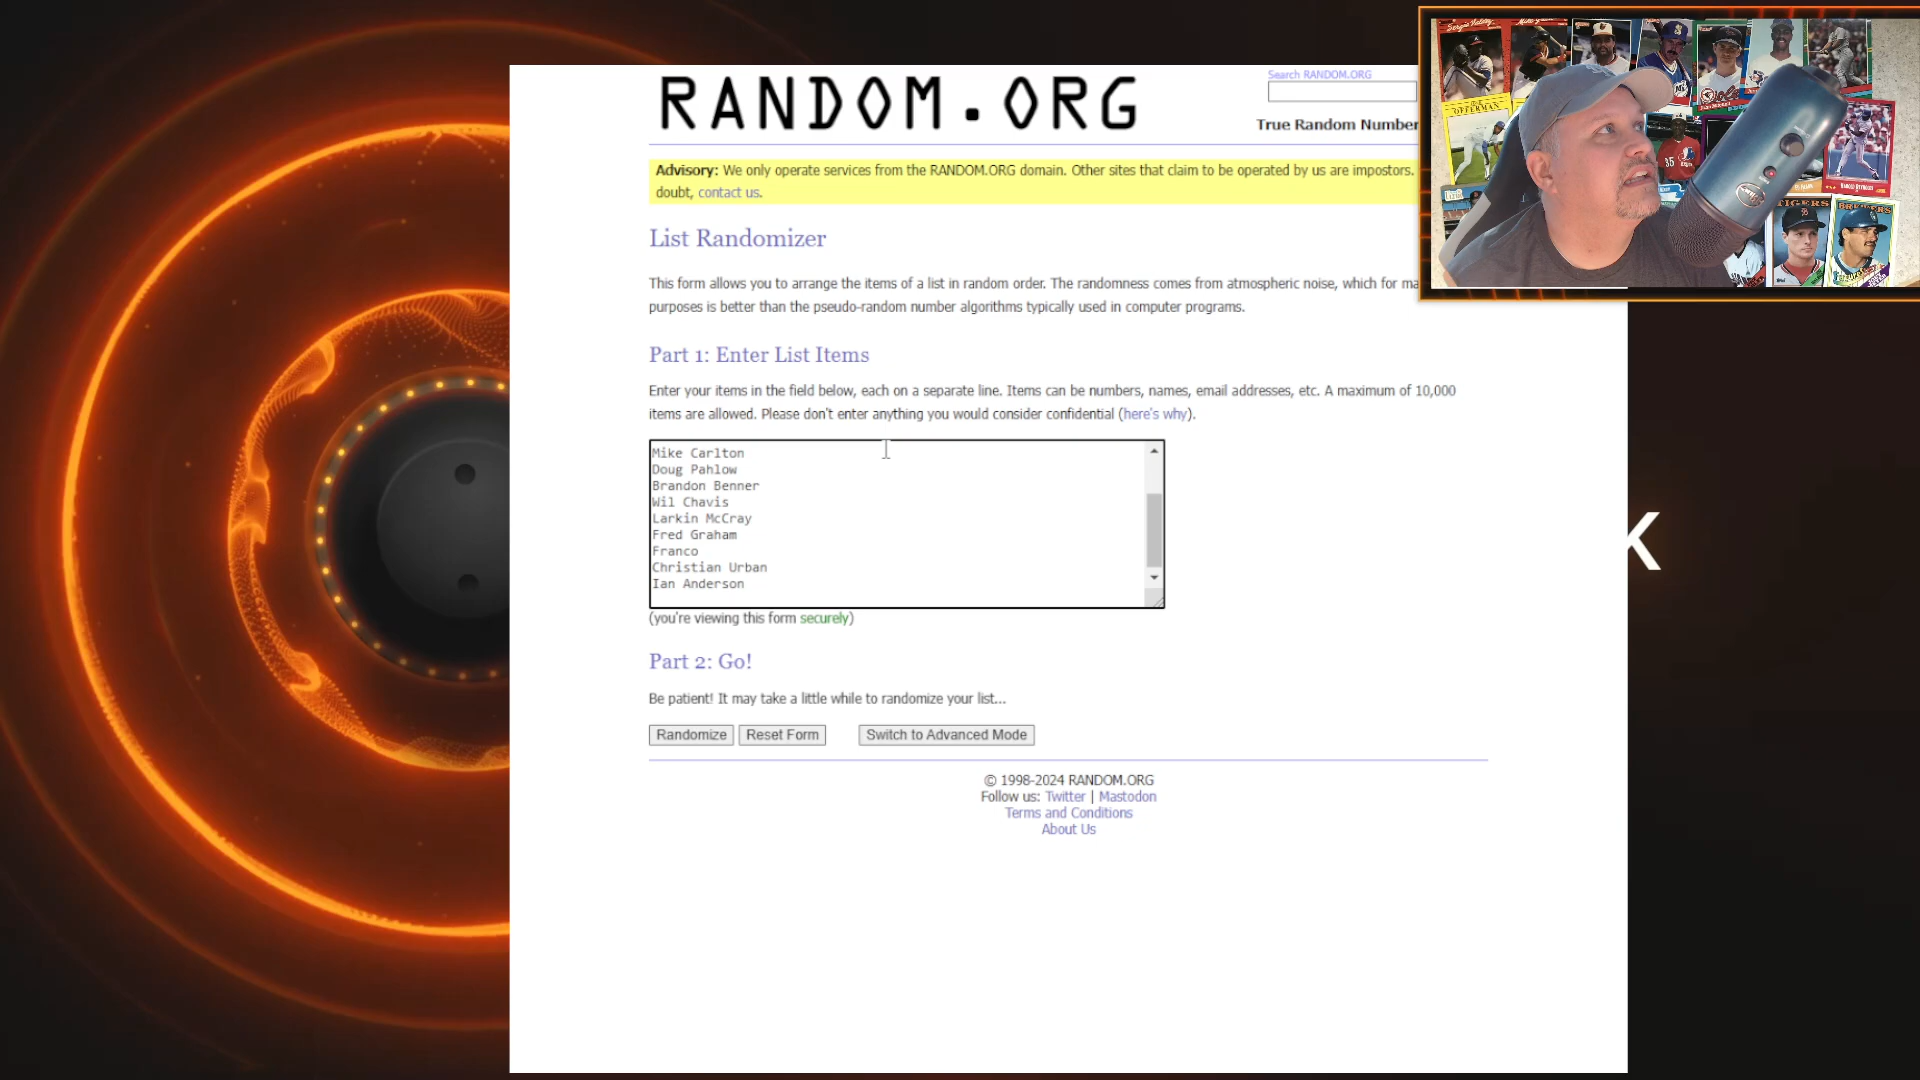 RANDOM.ORG
Search RANDOM.ORG
True Random Number
Advisory: We only operate services from the RANDOM.ORG domain. Other sites that claim to be operated by us are impostors.
doubt, contact us.
List Randomizer
This form allows you to arrange the items of a list in random order. The randomness comes from atmospheric noise, which for ma
purposes is better than the pseudo-random number algorithms typically used in computer programs.
Part 1: Enter List Items
Enter your items in the field below, each on a separate line. Items can be numbers, names, email addresses, etc. A maximum of 10,000
items are allowed. Please don't enter anything you would consider confidential (here's why).
Mike Carlton
Doug Pahlow
Brandon Benner
Wil Chavis
Larkin McCray
Fred Graham
Franco
Christian Urban
Ian Anderson
(you're viewing this form securely)
Part 2: Go!
Be patient! It may take a little while to randomize your list...
Randomize Reset Form Switch to Advanced Mode
© 1998-2024 RANDOM.ORG
Follow us: Twitter | Mastodon
Terms and Conditions
About Us
K
OFFERMAN
35
TIGERS
BREWERS